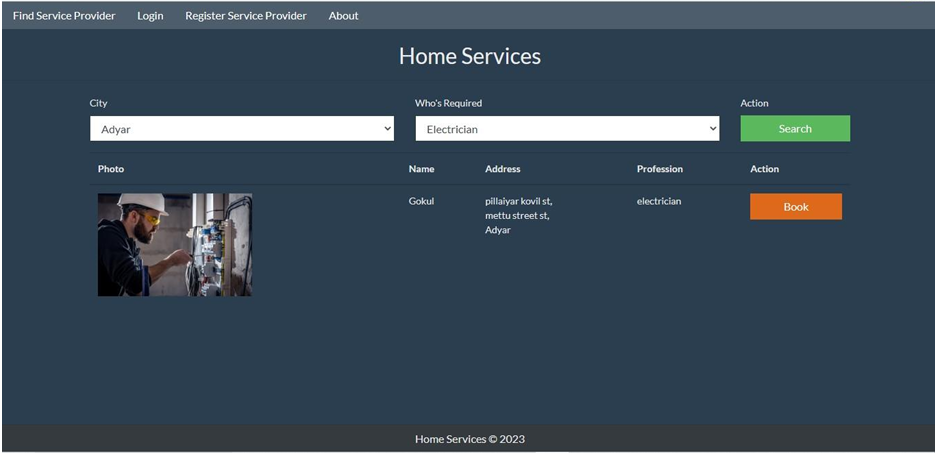 Find Service Provider Login Register Service Provider About
Home Services
City Who's Required Action
Adyar Electrician Search
Photo Name Address Profession Action
Gokul pillaiyar kovil st, electrician Book
mettu street st,
Adyar
Home Services © 2023